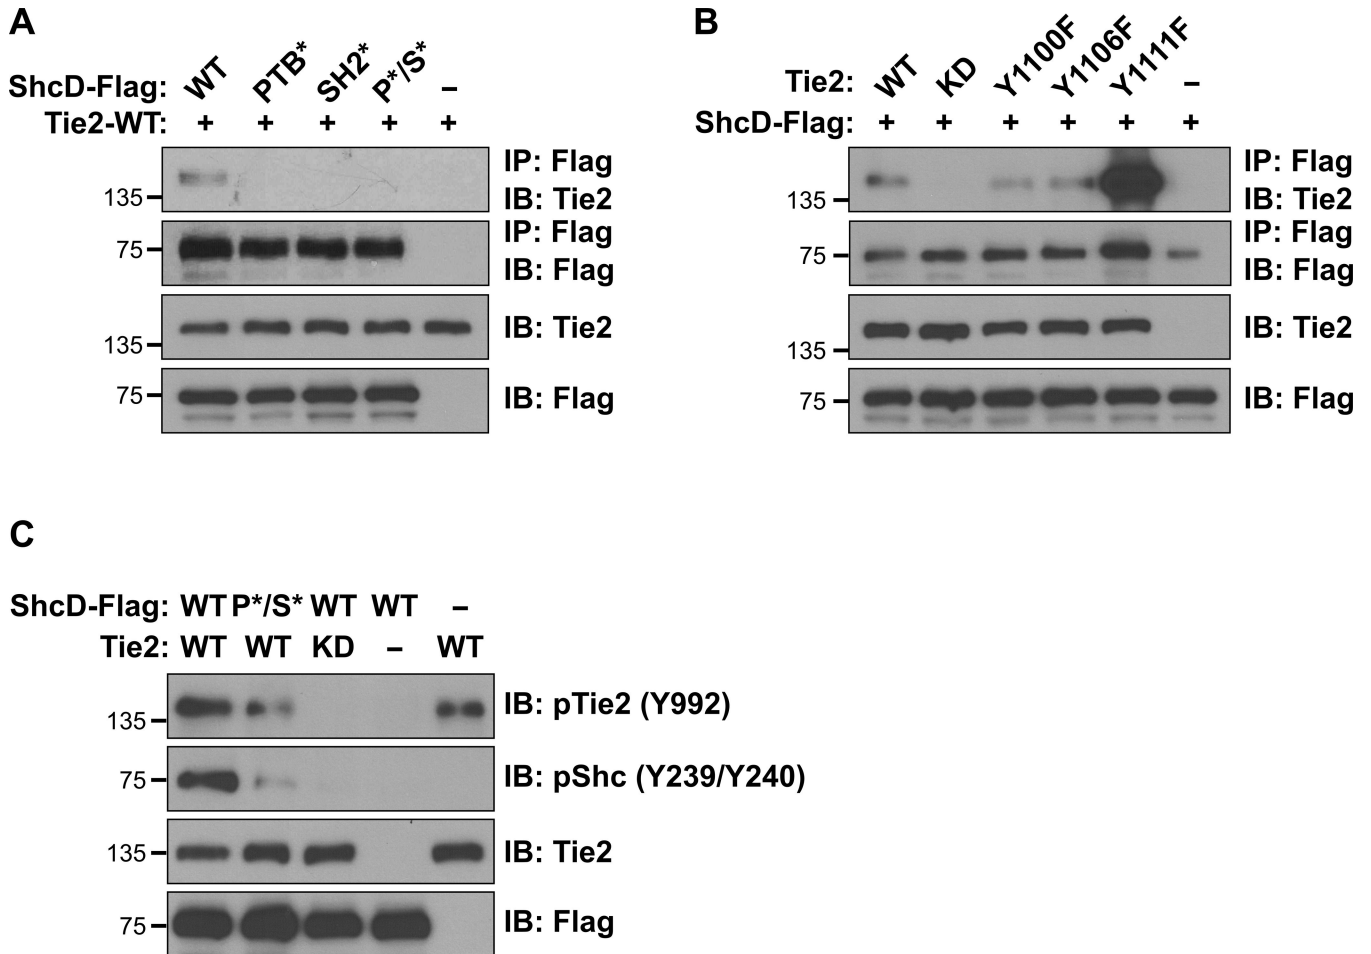 A
ShcD-Flag: WT PTB* SH2* P*/S* –
Tie2-WT: + + + + +
135 IP: Flag
IB: Tie2
75 IP: Flag
IB: Flag
135 IB: Tie2
75 IB: Flag
B
Tie2: WT KD Y1100F Y1106F Y1111F –
ShcD-Flag: + + + + + +
135 IP: Flag
IB: Tie2
75 IP: Flag
IB: Flag
135 IB: Tie2
75 IB: Flag
C
ShcD-Flag: WT P*/S* WT WT –
Tie2: WT WT KD – WT
135 IB: pTie2 (Y992)
75 IB: pShc (Y239/Y240)
135 IB: Tie2
75 IB: Flag